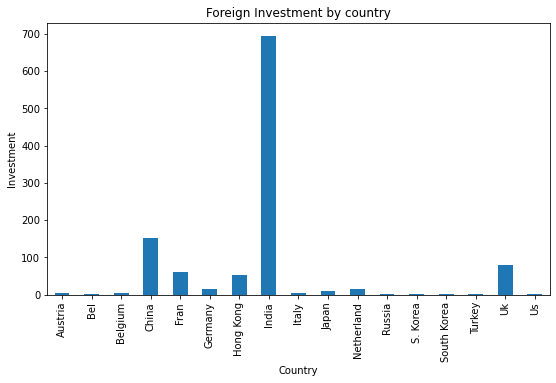 Foreign Investment by country
700
600
500
400
300
200
100
0
Investment
Austria
Bel
Belgium
China
Fran
Germany
Hong Kong
India
Italy
Japan
Netherland
Russia
S. Korea
South Korea
Turkey
Uk
Us
Country